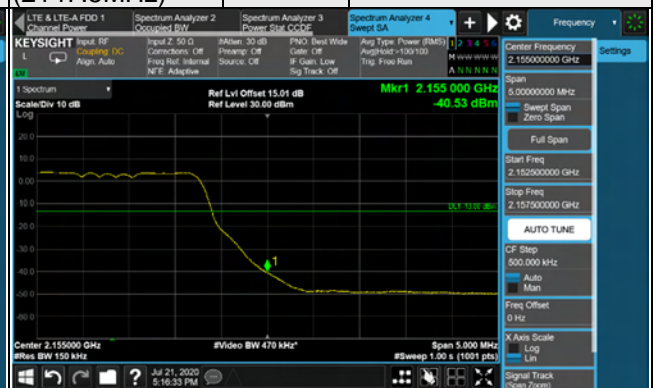 (2147.5MHz)
LTE & LTE-A FDD 1
Channel Power
Spectrum Analyzer 2
Occupied BW
Spectrum Analyzer 3
Power Stat CCDF
Spectrum Analyzer 4
Swept SA
Frequency
KEYSIGHT
L
Input: RF
Coupling: DC
Align: Auto
Input Z: 50 Ω
Corrections: Off
Freq Ref: Internal
NFE: Adaptive
#Atten: 30 dB
Preamp: Off
Source: Off
PNO: Best Wide
Gate: Off
IF Gain: Low
Sig Track: Off
Avg Type: Power (RMS)
Avg|Hold:>100/100
Trig: Free Run
1 2 3 4 5 6
M W W W W W
A N N N N N
1 Spectrum
Scale/Div 10 dB
Log
Ref Lvl Offset 15.01 dB
Ref Level 30.00 dBm
Mkr1 2.155 000 GHz
-40.53 dBm
20.0
10.0
0.00
-10.0
-20.0
-30.0
-40.0
-50.0
-60.0
DL1 -13.00 dBm
1
Center 2.155000 GHz
#Res BW 150 kHz
#Video BW 470 kHz*
Span 5.000 MHz
#Sweep 1.00 s (1001 pts)
Jul 21, 2020
5:16:33 PM
Center Frequency
2.155000000 GHz
Settings
Span
5.00000000 MHz
Swept Span
Zero Span
Full Span
Start Freq
2.152500000 GHz
Stop Freq
2.157500000 GHz
AUTO TUNE
CF Step
500.000 kHz
Auto
Man
Freq Offset
0 Hz
X Axis Scale
Log
Lin
Signal Track
(Span Zoom)